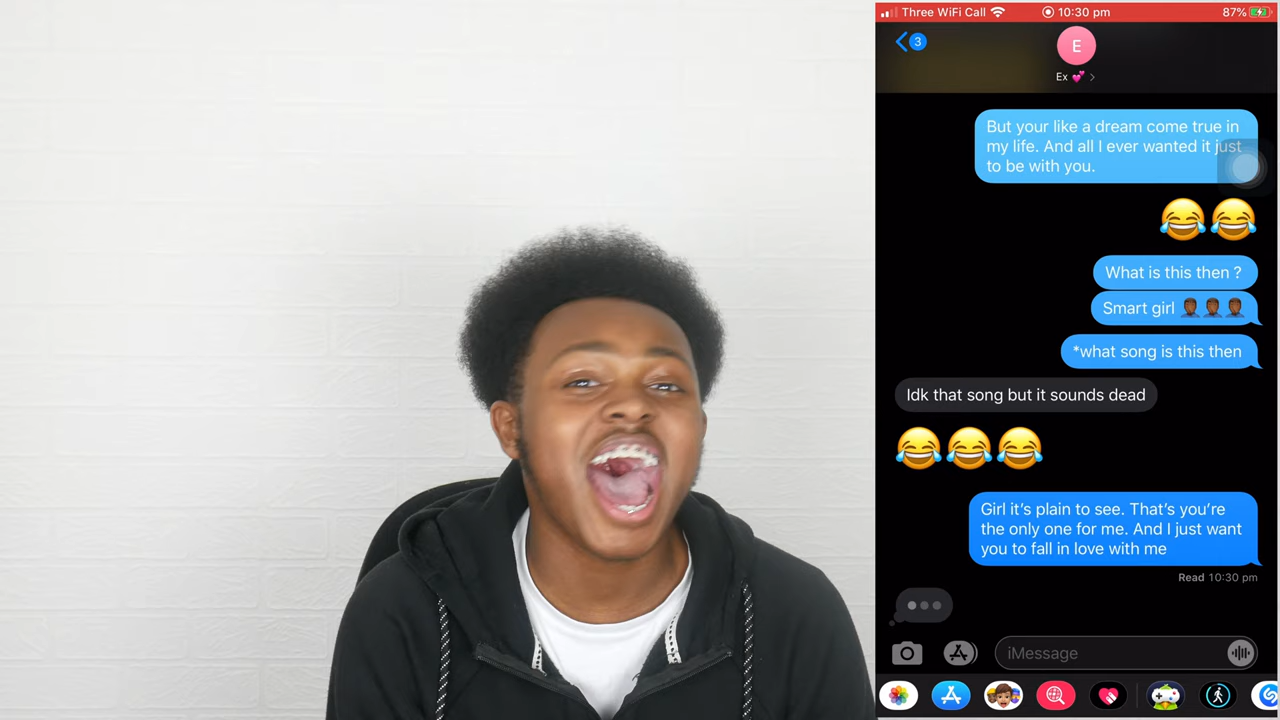 Three WiFi Call 10:30 pm 87%
3
E
Ex 💕 >
But your like a dream come true in
my life. And all I ever wanted it just
to be with you.
😂😂
What is this then ?
Smart girl 🤦🏾‍♂️🤦🏾‍♂️🤦🏾‍♂️
*what song is this then
Idk that song but it sounds dead
😂😂😂
Girl it’s plain to see. That’s you’re
the only one for me. And I just want
you to fall in love with me
Read 10:30 pm
iMessage